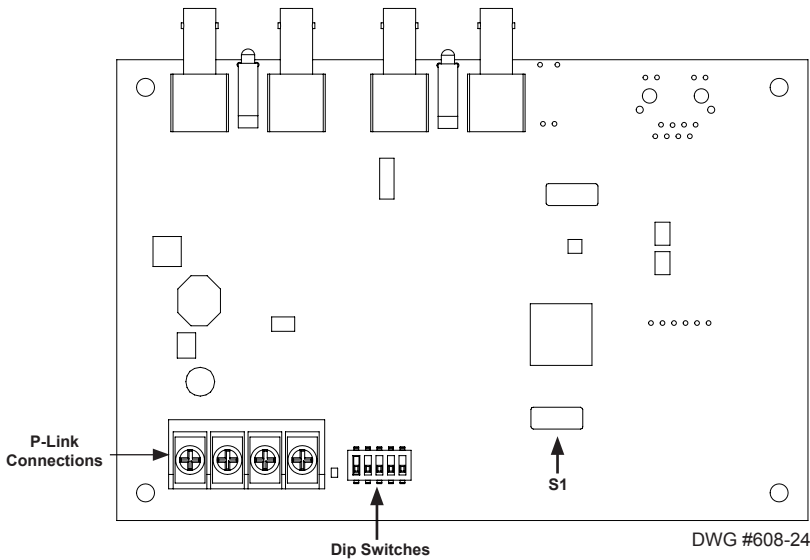 P-Link
Connections
S1
Dip Switches
DWG #608-24